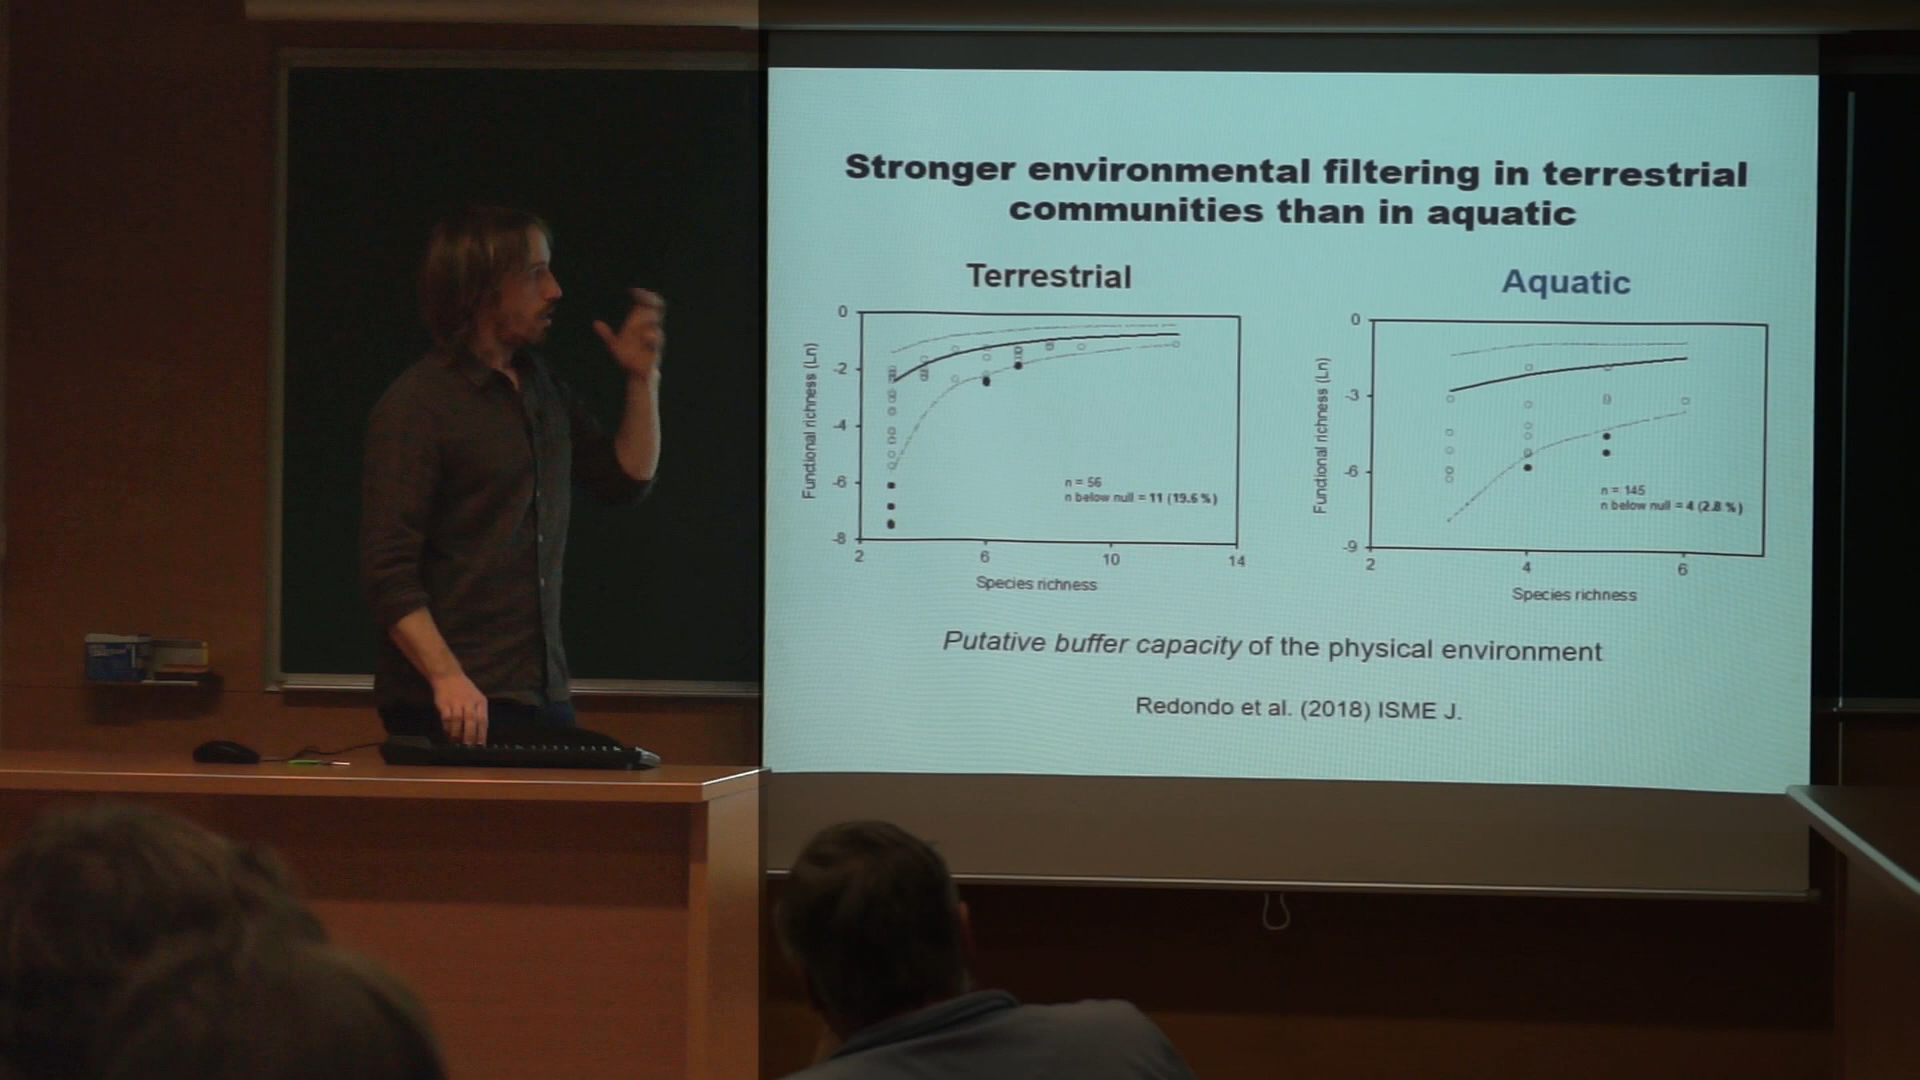 Stronger environmental filtering in terrestrial
communities than in aquatic
Terrestrial
0
-2
-4
-6
-8
Functional richness (Ln)
n = 56
n below null = 11 (19.6 %)
2
6
10
14
Species richness
Aquatic
0
-3
-6
-9
Functional richness (Ln)
n = 145
n below null = 4 (2.8 %)
2
4
6
Species richness
Putative buffer capacity of the physical environment
Redondo et al. (2018) ISME J.